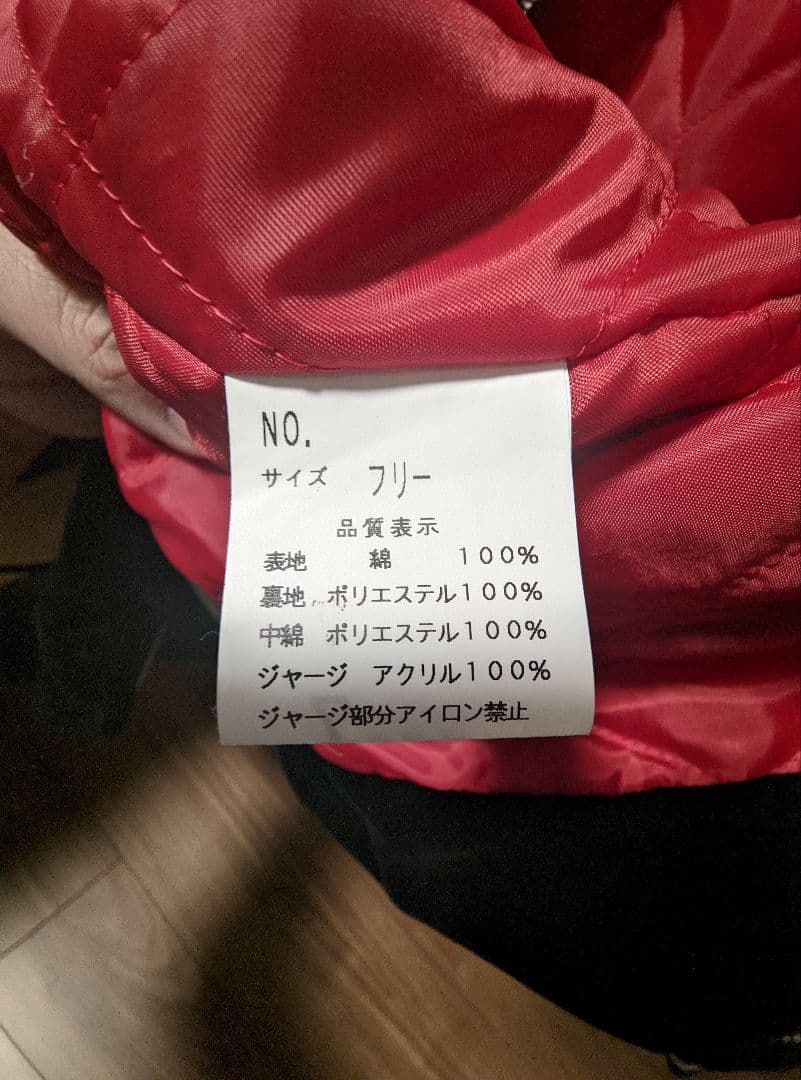 NO.
サイズ フリー
品質表示
表地 綿 100%
裏地 ポリエステル100%
中綿 ポリエステル100%
ジャージ アクリル100%
ジャージ部分アイロン禁止